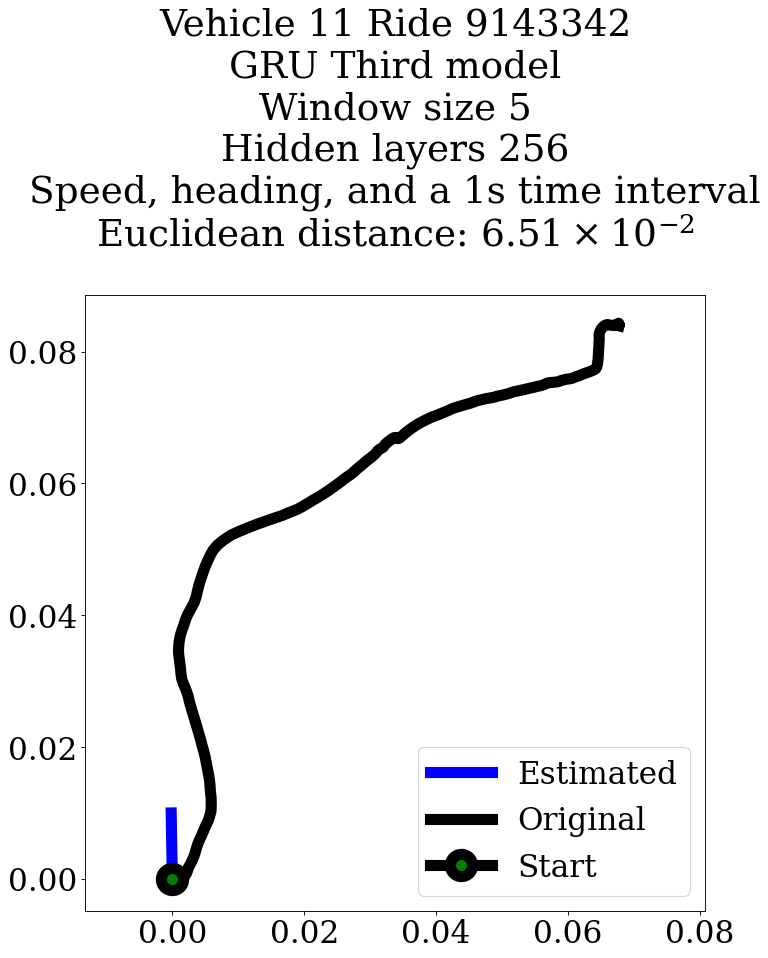 Vehicle 11 Ride 9143342
GRU Third model
Window size 5
Hidden layers 256
Speed, heading, and a 1s time interval
Euclidean distance: 6.51 × 10⁻²
0.08
0.06
0.04
0.02
0.00
Estimated
Original
Start
0.00 0.02 0.04 0.06 0.08